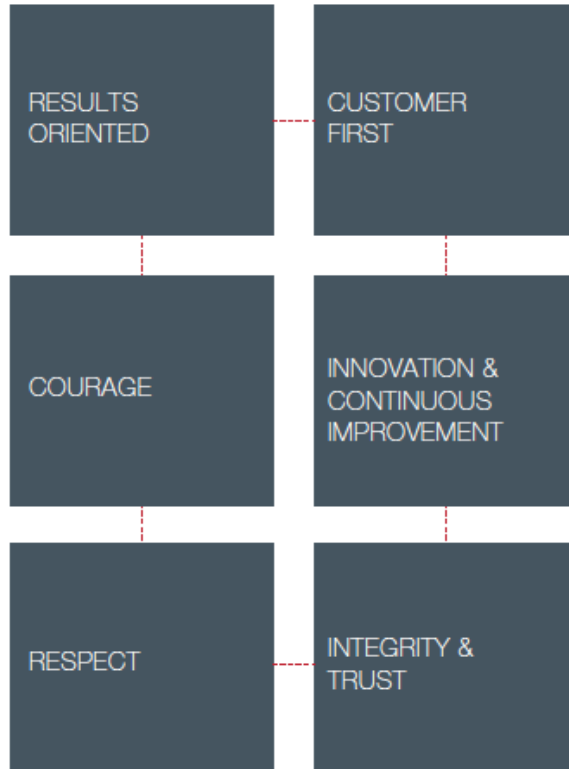 RESULTS
ORIENTED
CUSTOMER
FIRST
COURAGE
INNOVATION &
CONTINUOUS
IMPROVEMENT
RESPECT
INTEGRITY &
TRUST